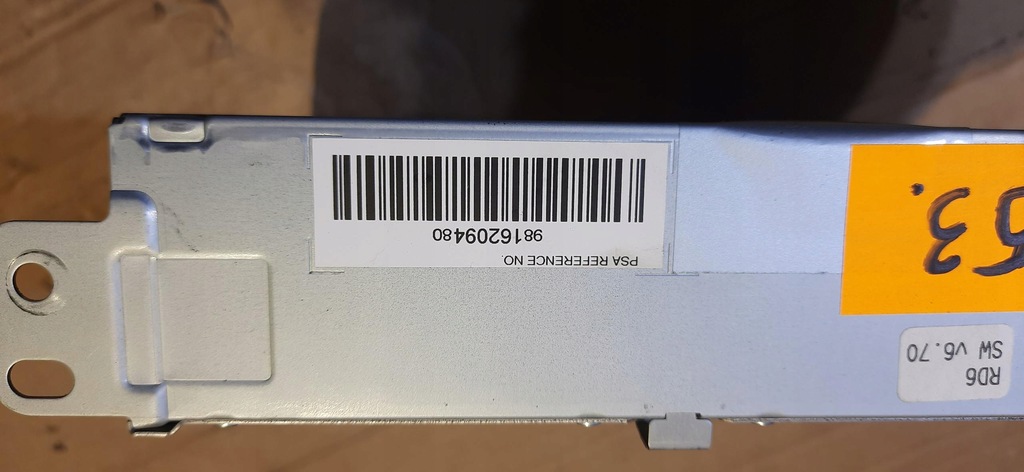 PSA REFERENCE NO.
9816209480
53.
RD6
SW v6.70